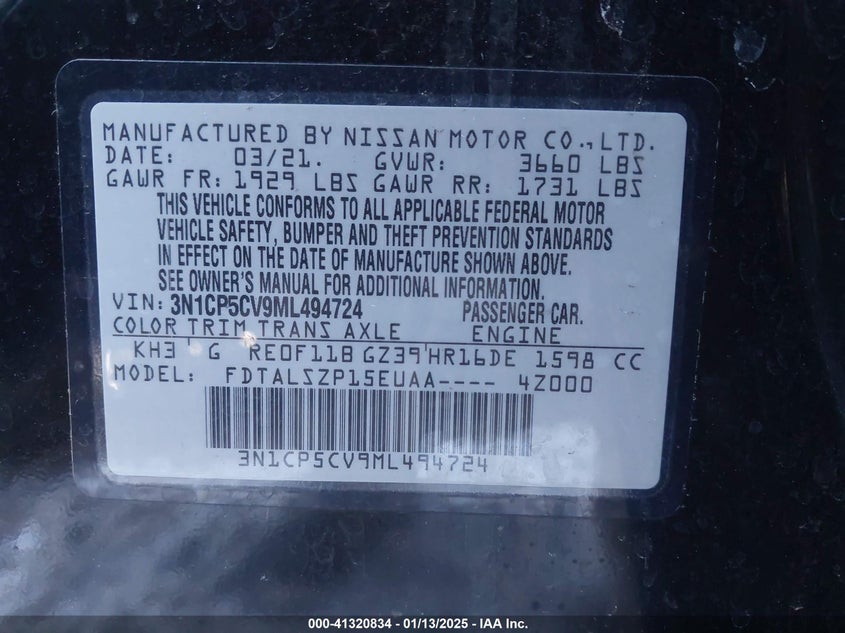 MANUFACTURED BY NISSAN MOTOR CO.,LTD.
DATE: 03/21. GVWR: 3660 LBS
GAWR FR: 1929 LBS GAWR RR: 1731 LBS
THIS VEHICLE CONFORMS TO ALL APPLICABLE FEDERAL MOTOR
VEHICLE SAFETY, BUMPER AND THEFT PREVENTION STANDARDS
IN EFFECT ON THE DATE OF MANUFACTURE SHOWN ABOVE.
SEE OWNER'S MANUAL FOR ADDITIONAL INFORMATION.
VIN: 3N1CP5CV9ML494724 PASSENGER CAR.
COLOR TRIM TRANS AXLE ENGINE
KH3 G RE0F11B GZ39 HR16DE 1598 CC
MODEL: FDTALSZP15EUAA---- 4Z000
3N1CP5CV9ML494724
000-41320834 - 01/13/2025 - IAA Inc.